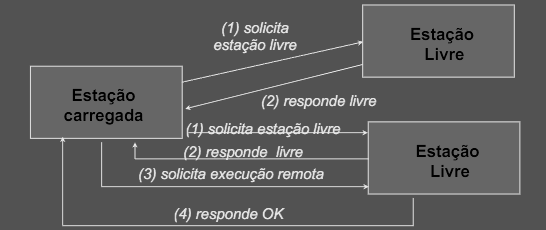 (1) solicita
estação livre
Estação
Livre
Estação
carregada
(2) responde livre
(1) solicita estação livre
(2) responde  livre
(3) solicita execução remota
Estação
Livre
(4) responde OK